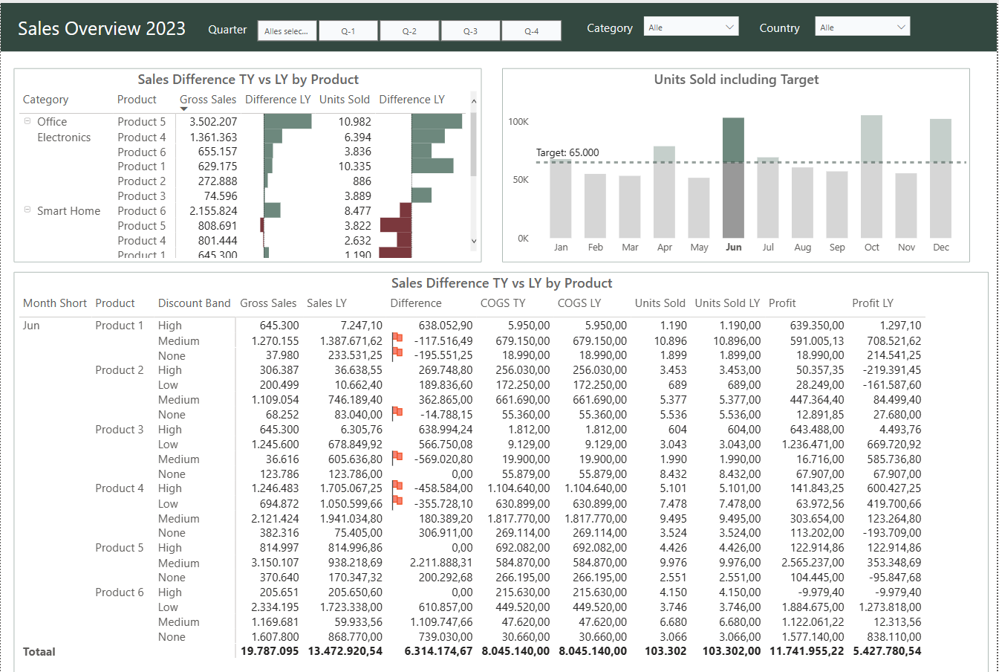 Sales Overview 2023 Quarter Alles selec... Q-1 Q-2 Q-3 Q-4 Category Alle Country Alle
Sales Difference TY vs LY by Product
Category Product Gross Sales Difference LY Units Sold Difference LY
Office Product 5 3.502.207 10.982
Electronics Product 4 1.361.363 6.394
Product 6 655.157 3.836
Product 1 629.175 10.335
Product 2 272.888 886
Product 3 74.596 3.889
Smart Home Product 6 2.155.824 8.477
Product 5 808.691 3.822
Product 4 801.444 2.632
Product 1 645.300 1.190
Units Sold including Target
100K
Target: 65.000
50K
0K
Jan Feb Mar Apr May Jun Jul Aug Sep Oct Nov Dec
Sales Difference TY vs LY by Product
Month Short Product Discount Band Gross Sales Sales LY Difference COGS TY COGS LY Units Sold Units Sold LY Profit Profit LY
Jun Product 1 High 645.300 7.247,10 638.052,90 5.950,00 5.950,00 1.190 1.190,00 639.350,00 1.297,10
Medium 1.270.155 1.387.671,62 -117.516,49 679.150,00 679.150,00 10.896 10.896,00 591.005,13 708.521,62
None 37.980 233.531,25 -195.551,25 18.990,00 18.990,00 1.899 1.899,00 18.990,00 214.541,25
Product 2 High 306.387 36.638,55 269.748,80 256.030,00 256.030,00 3.453 3.453,00 50.357,35 -219.391,45
Low 200.499 10.662,40 189.836,60 172.250,00 172.250,00 689 689,00 28.249,00 -161.587,60
Medium 1.109.054 746.189,40 362.865,00 661.690,00 661.690,00 5.377 5.377,00 447.364,40 84.499,40
None 68.252 83.040,00 -14.788,15 55.360,00 55.360,00 5.536 5.536,00 12.891,85 27.680,00
Product 3 High 645.300 6.305,76 638.994,24 1.812,00 1.812,00 604 604,00 643.488,00 4.493,76
Low 1.245.600 678.849,92 566.750,08 9.129,00 9.129,00 3.043 3.043,00 1.236.471,00 669.720,92
Medium 36.616 605.636,80 -569.020,80 19.900,00 19.900,00 1.990 1.990,00 16.716,00 585.736,80
None 123.786 123.786,00 0,00 55.879,00 55.879,00 8.432 8.432,00 67.907,00 67.907,00
Product 4 High 1.246.483 1.705.067,25 -458.584,00 1.104.640,00 1.104.640,00 5.101 5.101,00 141.843,25 600.427,25
Low 694.872 1.050.599,66 -355.728,10 630.899,00 630.899,00 7.478 7.478,00 63.972,56 419.700,66
Medium 2.121.424 1.941.034,80 180.389,20 1.817.770,00 1.817.770,00 9.495 9.495,00 303.654,00 123.264,80
None 382.316 75.405,00 306.911,00 269.114,00 269.114,00 3.524 3.524,00 113.202,00 -193.709,00
Product 5 High 814.997 814.996,86 0,00 692.082,00 692.082,00 4.426 4.426,00 122.914,86 122.914,86
Medium 3.150.107 938.218,69 2.211.888,31 584.870,00 584.870,00 9.976 9.976,00 2.565.237,00 353.348,69
None 370.640 170.347,32 200.292,68 266.195,00 266.195,00 2.551 2.551,00 104.445,00 -95.847,68
Product 6 High 205.651 205.650,60 0,00 215.630,00 215.630,00 4.150 4.150,00 -9.979,40 -9.979,40
Low 2.334.195 1.723.338,00 610.857,00 449.520,00 449.520,00 3.746 3.746,00 1.884.675,00 1.273.818,00
Medium 1.169.681 59.933,56 1.109.747,66 47.620,00 47.620,00 6.680 6.680,00 1.122.061,22 12.313,56
None 1.607.800 868.770,00 739.030,00 30.660,00 30.660,00 3.066 3.066,00 1.577.140,00 838.110,00
Totaal 19.787.095 13.472.920,54 6.314.174,67 8.045.140,00 8.045.140,00 103.302 103.302,00 11.741.955,22 5.427.780,54